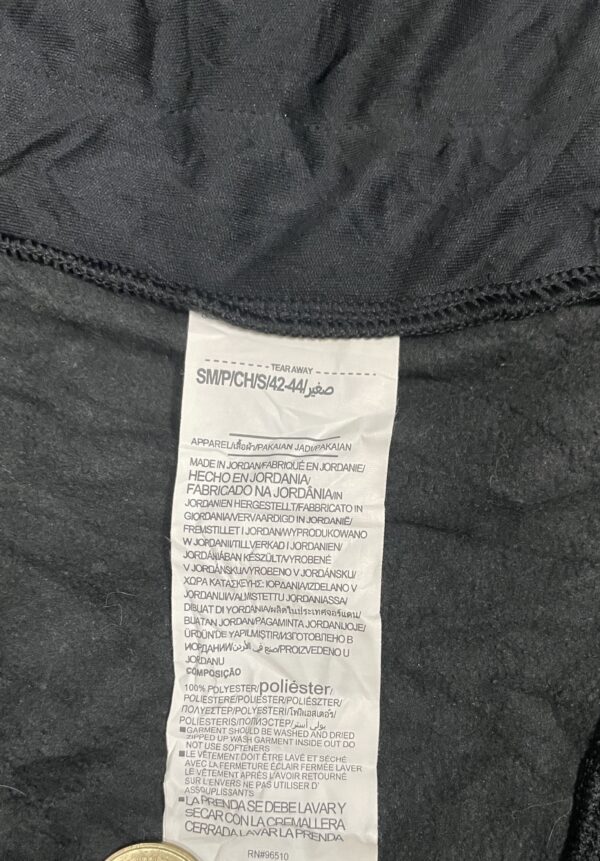 TEAR AWAY
SM/P/CH/S/42-44/صغير
APPAREL/เสื้อผ้า/PAKAIAN JADI/PAKAIAN
MADE IN JORDAN/FABRIQUÉ EN JORDANIE/
HECHO EN JORDANIA/
FABRICADO NA JORDÂNIA/IN
JORDANIEN HERGESTELLT/FABBRICATO IN
GIORDANIA/VERVAARDIGD IN JORDANIË/
FREMSTILLET I JORDAN/WYPRODUKOWANO
W JORDANII/TILLVERKAD I JORDANIEN/
JORDÁNIÁBAN KÉSZÜLT/VYROBENÉ
V JORDÁNSKU/VYROBENO V JORDÁNSKU/
ΧΩΡΑ ΚΑΤΑΣΚΕΥΗΣ: ΙΟΡΔΑΝΙΑ/IZDELANO V
JORDANIJI/VALMISTETTU JORDANIASSA/
DIBUAT DI YORDANIA/ผลิตในประเทศจอร์แดน/
BUATAN JORDAN/PAGAMINTA JORDANIJOJE/
ÜRDÜN'DE YAPILMIŞTIR/ИЗГОТОВЛЕНО В
ИОРДАНИИ/صنع في الأردن/PROIZVEDENO U
JORDANU
COMPOSIÇÃO
100% POLYESTER/poliéster/
POLIESTERE/POLIESTER/POLIÉSZTER/
ΠΟΛΥΕΣΤΕΡ/POLYESTERI/โพลีเอสเตอร์/
POLIESTERIS/ПОЛИЭСТЕР/بولي أستر/
■GARMENT SHOULD BE WASHED AND DRIED
ZIPPED UP WASH GARMENT INSIDE OUT DO
NOT USE SOFTENERS
■LE VÊTEMENT DOIT ÊTRE LAVÉ ET SÉCHÉ
AVEC LA FERMETURE ÉCLAIR FERMÉE LAVER
LE VÊTEMENT APRÈS L'AVOIR RETOURNÉ
SUR L'ENVERS NE PAS UTILISER D'
ASSOUPLISSANTS
■LA PRENDA SE DEBE LAVAR Y
SECAR CON LA CREMALLERA
CERRADA LAVAR LA PRENDA
RN#96510